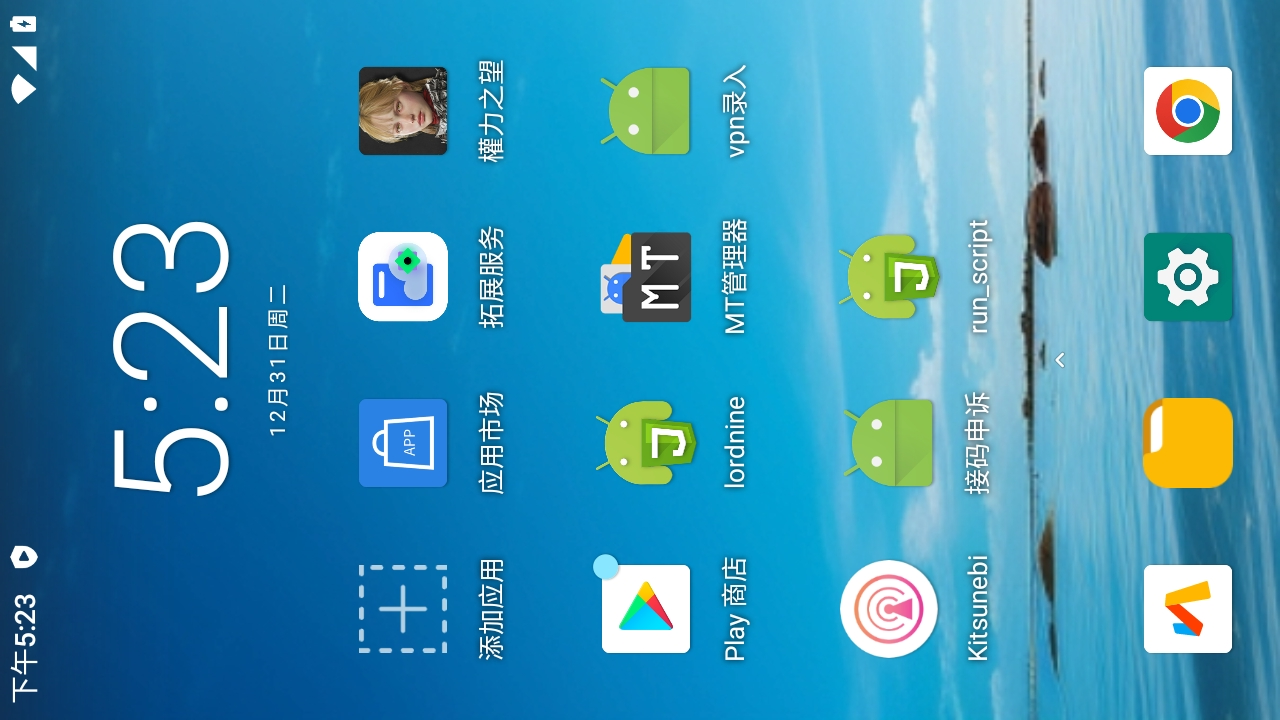 下午5:23
5:23
12月31日周二
添加应用
应用市场
APP
拓展服务
權力之望
Play 商店
lordnine
MT
MT管理器
vpn录入
Kitsunebi
接码申诉
run_script